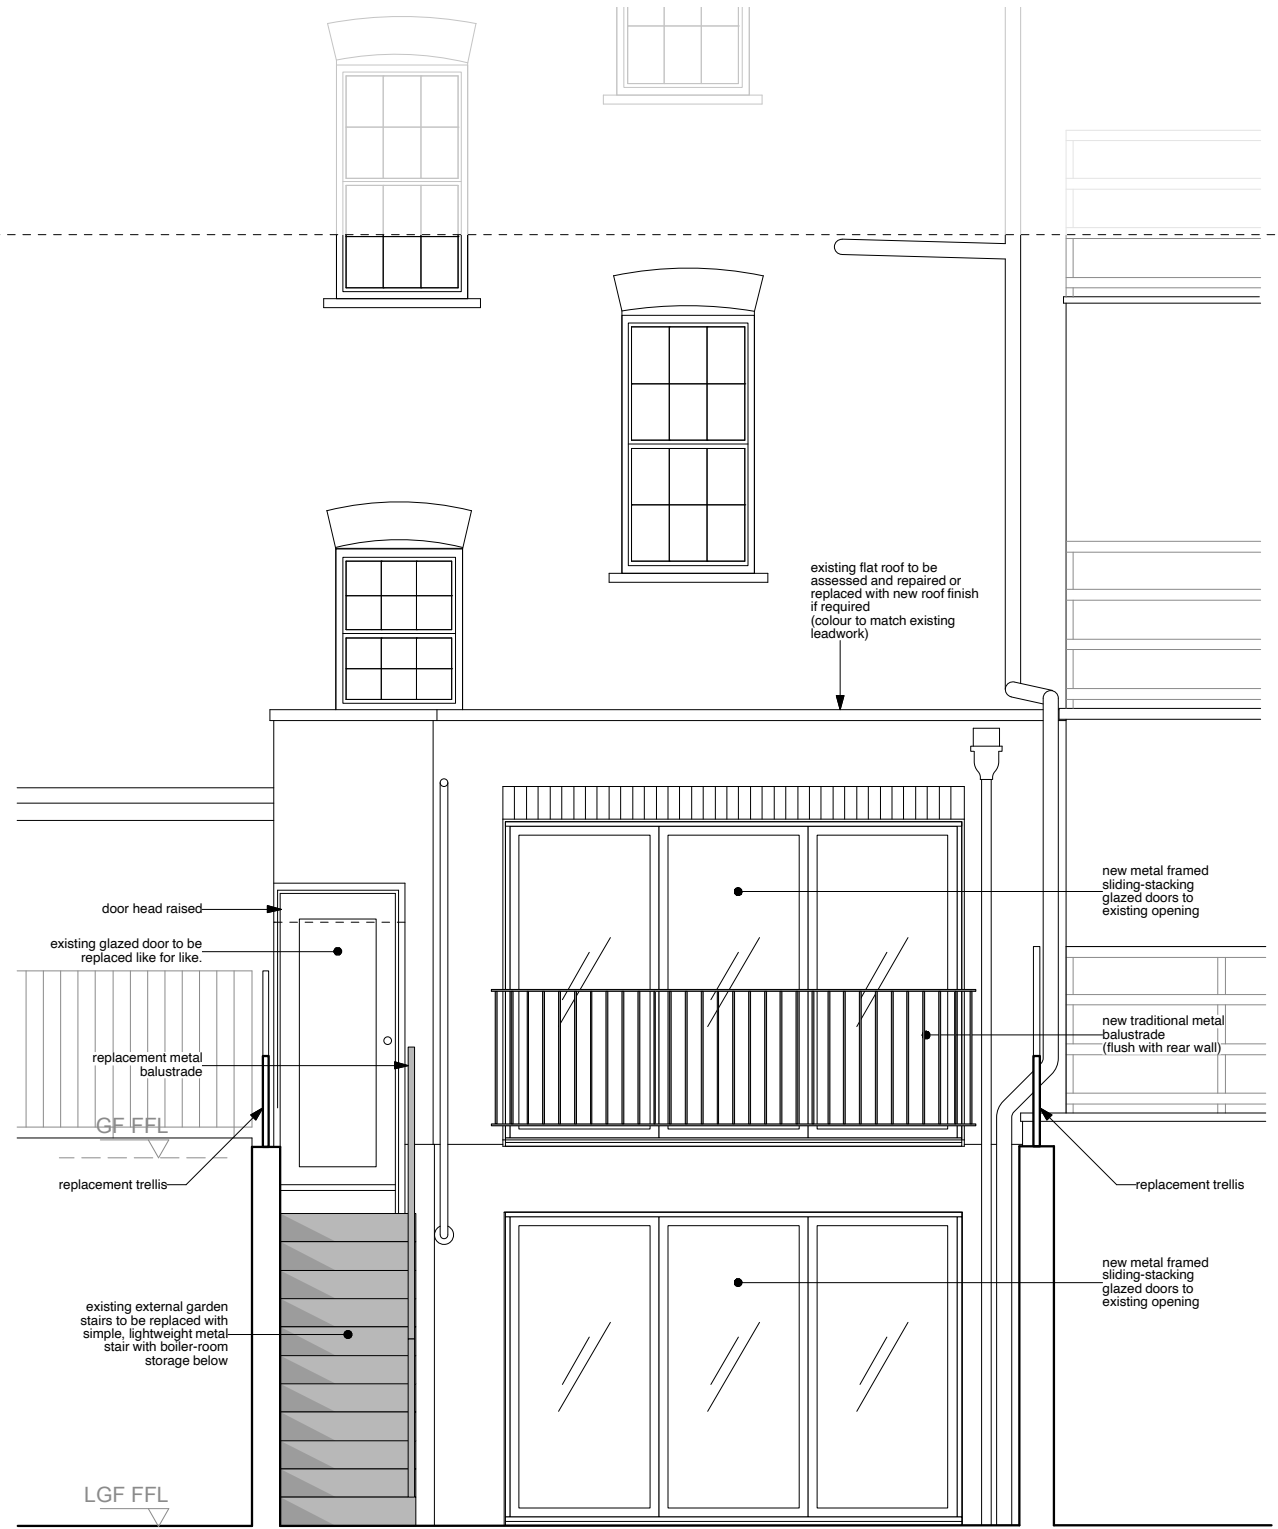 existing flat roof to be
assessed and repaired or
replaced with new roof finish
if required
(colour to match existing
leadwork)
new metal framed
sliding-stacking
glazed doors to
existing opening
door head raised
existing glazed door to be
replaced like for like.
new traditional metal
balustrade
(flush with rear wall)
replacement metal
balustrade
GF FFL
replacement trellis
replacement trellis
new metal framed
sliding-stacking
glazed doors to
existing opening
existing external garden
stairs to be replaced with
simple, lightweight metal
stair with boiler-room
storage below
LGF FFL